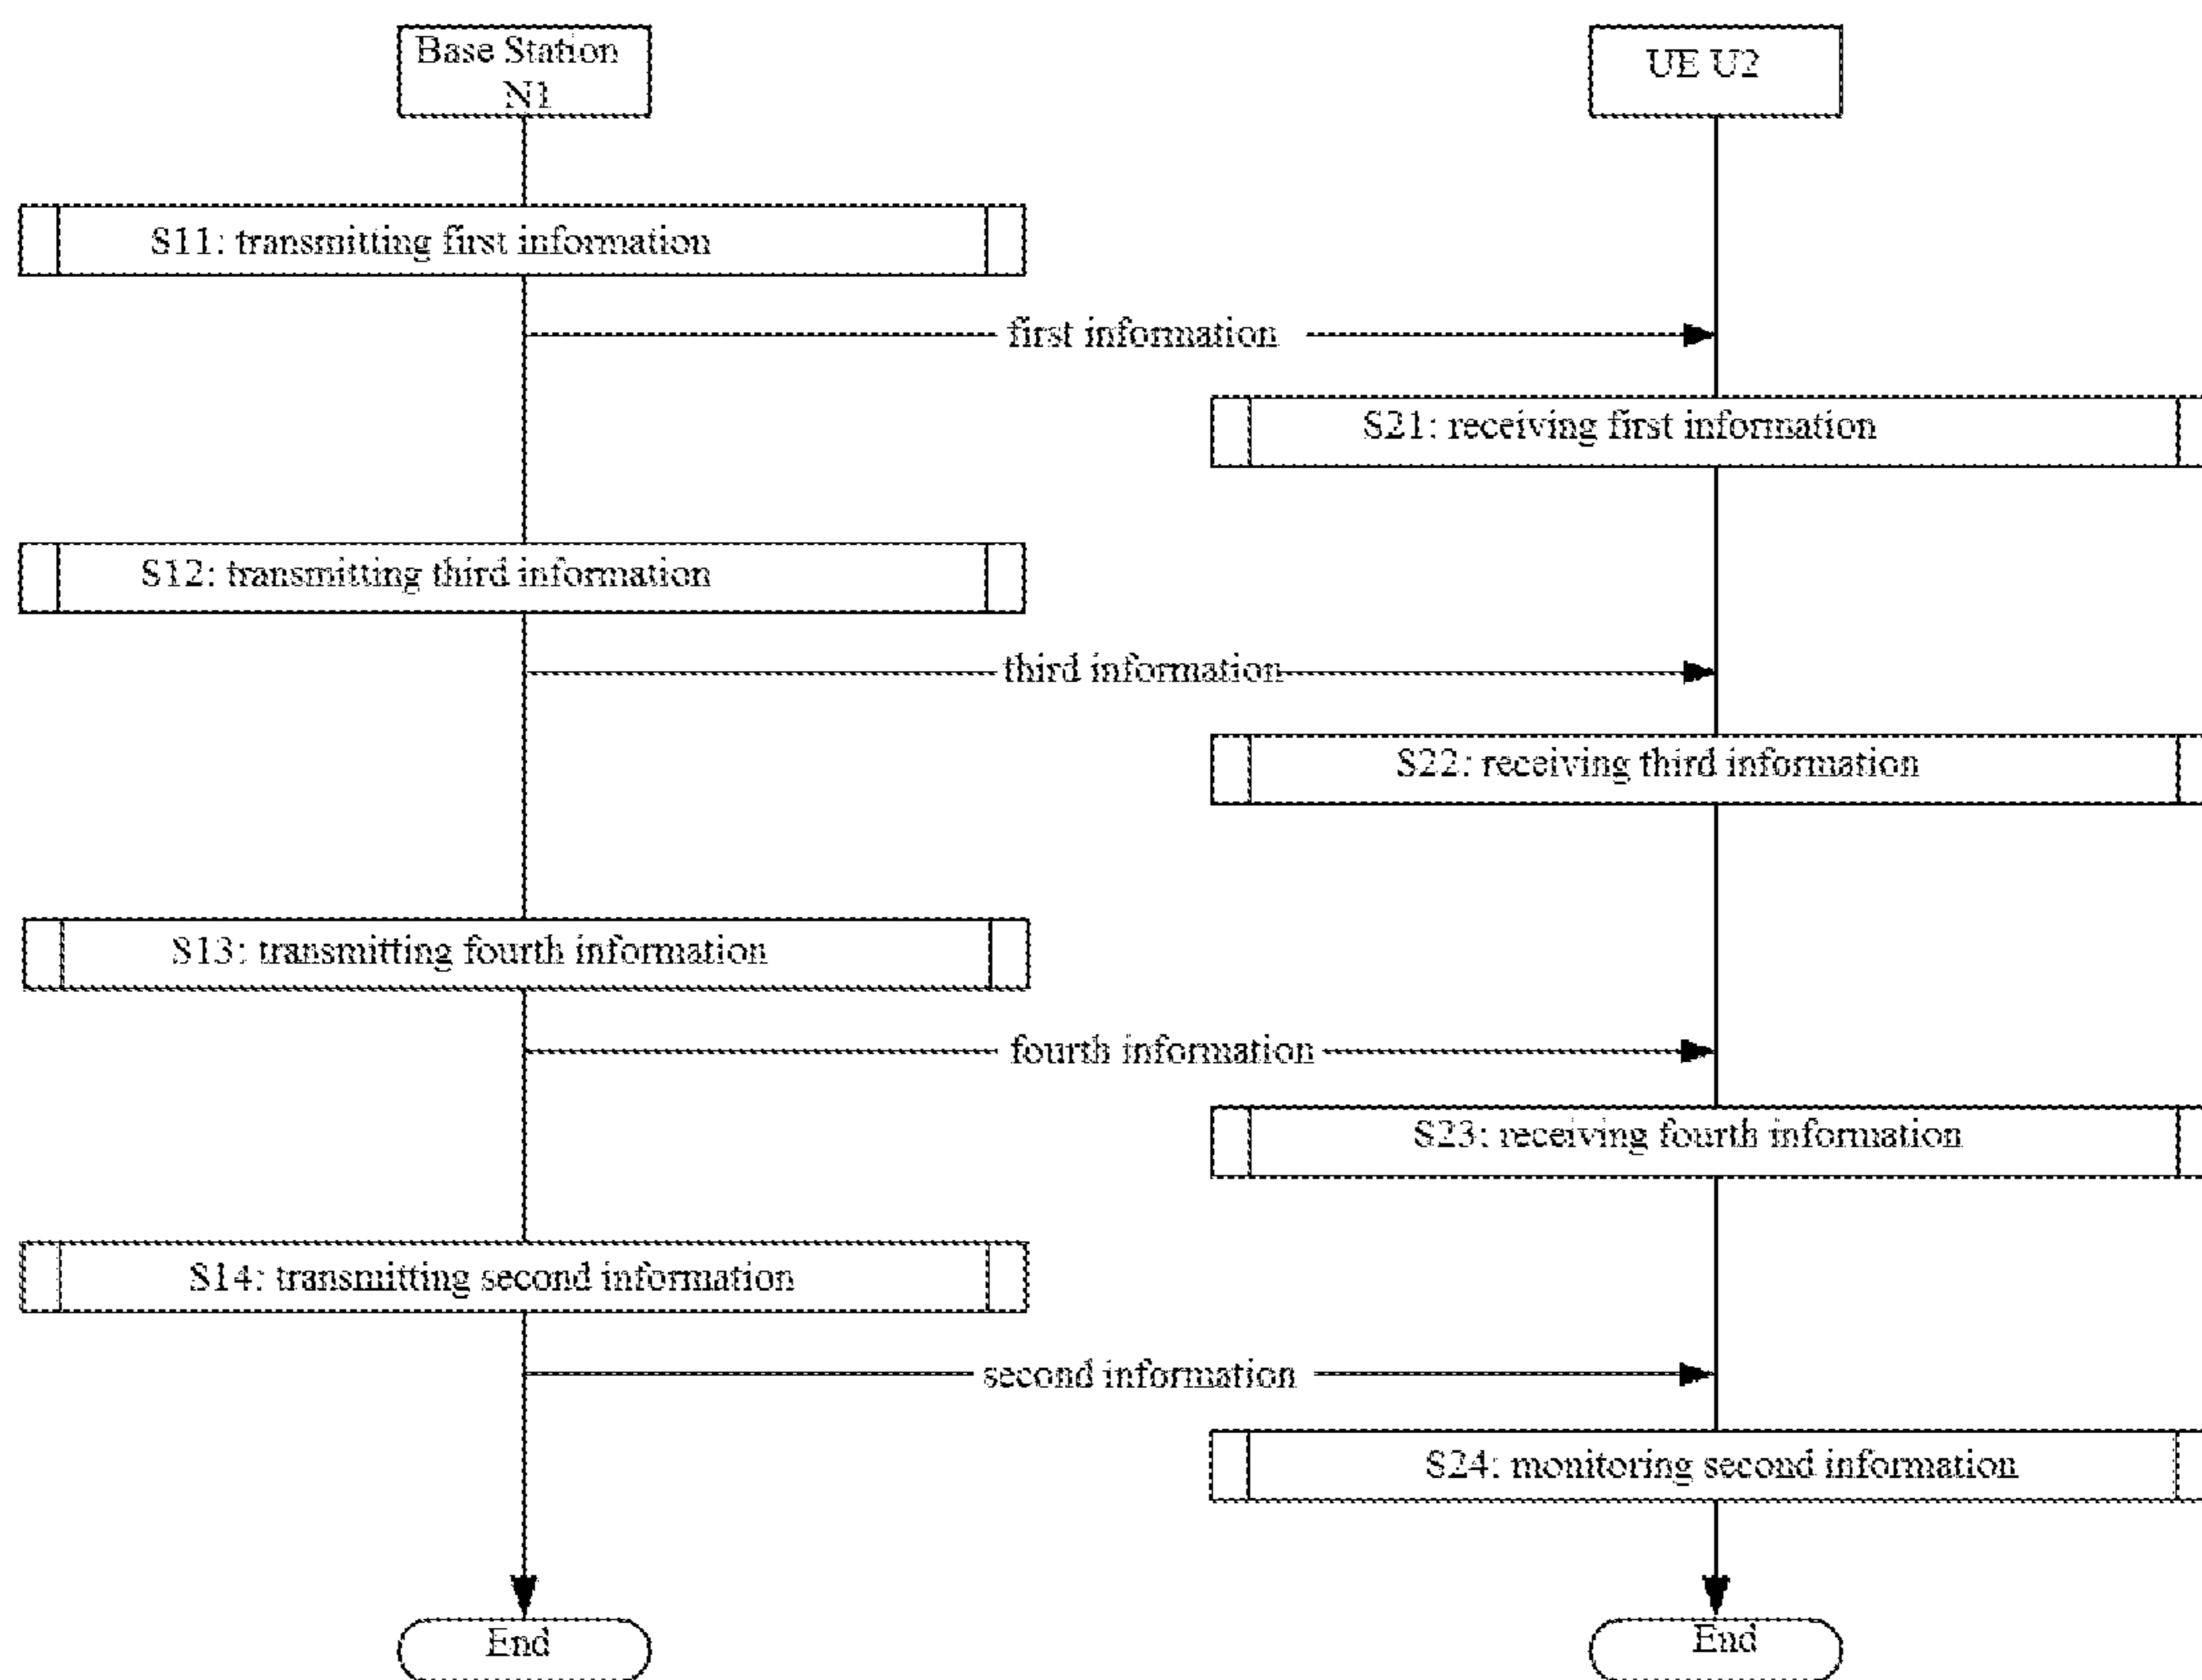 Base Station
N1
UE U2
S11: transmitting first information
first information
S21: receiving first information
S12: transmitting third information
third information
S22: receiving third information
S13: transmitting fourth information
fourth information
S23: receiving fourth information
S14: transmitting second information
second information
S24: monitoring second information
End
End